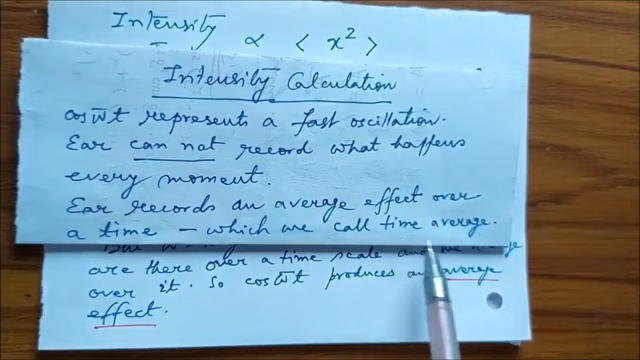 Intensity ∝ < x² >
Intensity Calculation
cos ω̅t represents a fast oscillation.
Ear can not record what happens
every moment.
Ear records an average effect over
a time – which we call time average.
are there over a time scale and we
over it. So cos ω̅t produces an average
effect.